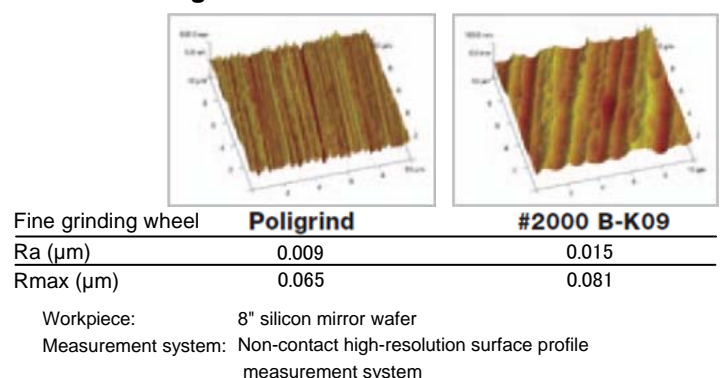 Fine grinding wheel Poligrind #2000 B-K09
Ra (μm) 0.009 0.015
Rmax (μm) 0.065 0.081
Workpiece: 8" silicon mirror wafer
Measurement system: Non-contact high-resolution surface profile
measurement system